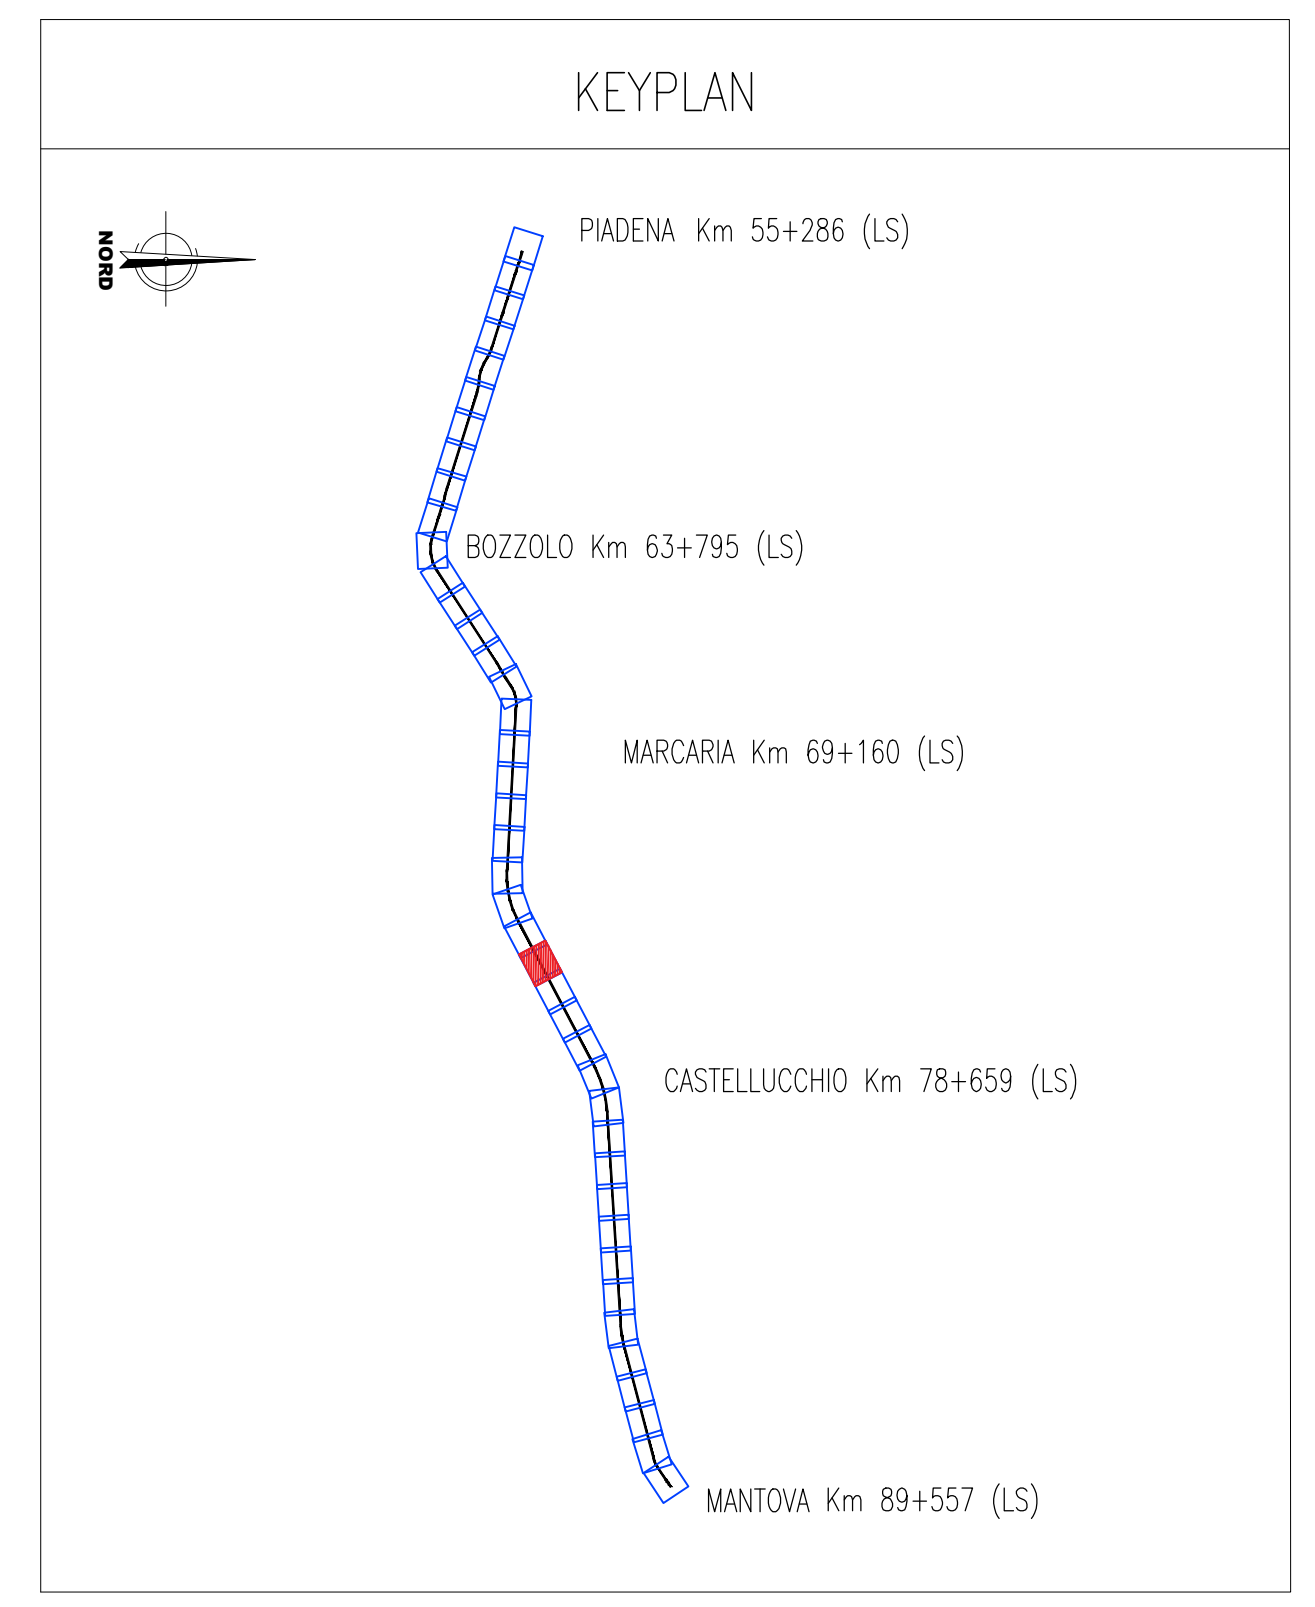 KEYPLAN
NORD
PIADENA Km 55+286 (LS)
BOZZOLO Km 63+795 (LS)
MARCARIA Km 69+160 (LS)
CASTELLUCCHIO Km 78+659 (LS)
MANTOVA Km 89+557 (LS)